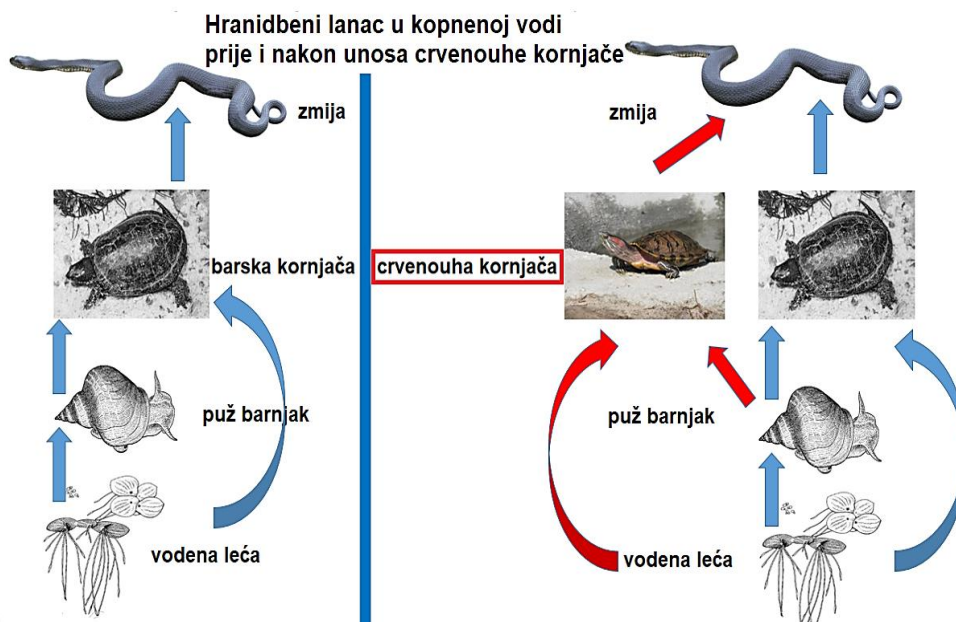 Hranidbeni lanac u kopnenoj vodi
prije i nakon unosa crvenouhe kornjače
zmija
barska kornjača
puž barnjak
vodena leća
zmija
crvenouha kornjača
puž barnjak
vodena leća